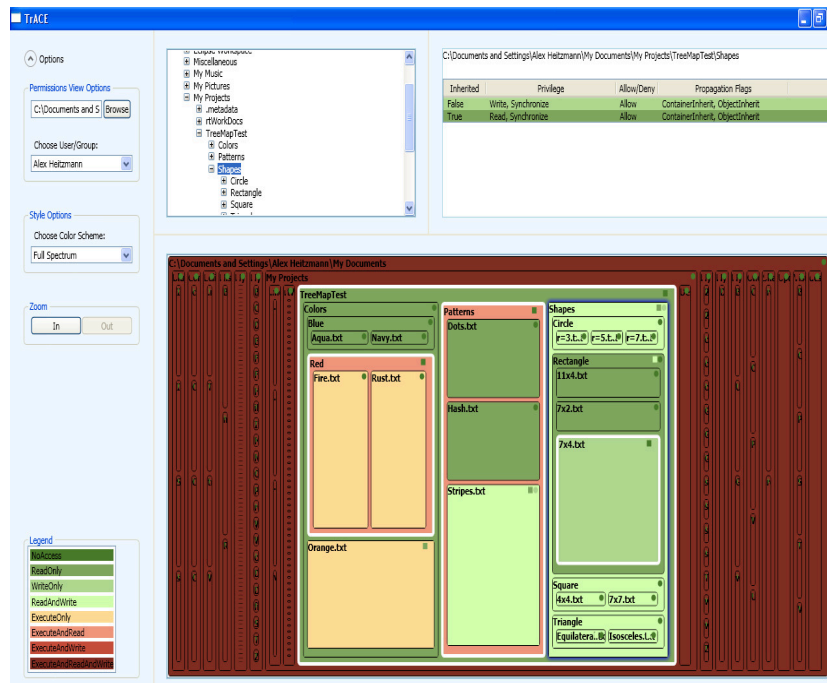 TrACE
Options
Permissions View Options
C:\Documents and S
Browse
Choose User/Group:
Alex Heitzmann
Style Options
Choose Color Scheme:
Full Spectrum
Zoom
In
Out
Legend
NoAccess
ReadOnly
WriteOnly
ReadAndWrite
ExecuteOnly
ExecuteAndRead
ExecuteAndWrite
ExecuteAndReadAndWrite
Miscellaneous
My Music
My Pictures
My Projects
.metadata
rtWorkDocs
TreeMapTest
Colors
Patterns
Shapes
Circle
Rectangle
Square
C:\Documents and Settings\Alex Heitzmann\My Documents\My Projects\TreeMapTest\Shapes
Inherited Privilege Allow/Deny Propagation Flags
False Write, Synchronize Allow ContainerInherit, ObjectInherit
True Read, Synchronize Allow ContainerInherit, ObjectInherit
C:\Documents and Settings\Alex Heitzmann\My Documents
My Projects
TreeMapTest
Colors
Blue
Aqua.txt
Navy.txt
Red
Fire.txt
Rust.txt
Orange.txt
Patterns
Dots.txt
Hash.txt
Stripes.txt
Shapes
Circle
r=3.t..
r=5.t..
r=7.t..
Rectangle
11x4.txt
7x2.txt
7x4.txt
Square
4x4.txt
7x7.txt
Triangle
Equilatera..
Isosceles.t..